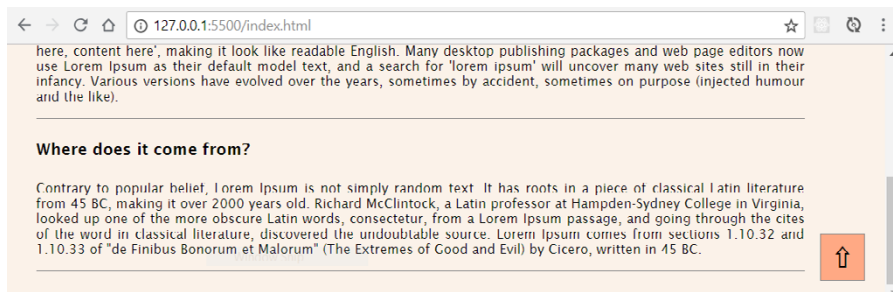 127.0.0.1:5500/index.html
here, content here', making it look like readable English. Many desktop publishing packages and web page editors now
use Lorem Ipsum as their default model text, and a search for 'lorem ipsum' will uncover many web sites still in their
infancy. Various versions have evolved over the years, sometimes by accident, sometimes on purpose (injected humour
and the like).
Where does it come from?
Contrary to popular belief, Lorem Ipsum is not simply random text. It has roots in a piece of classical Latin literature
from 45 BC, making it over 2000 years old. Richard McClintock, a Latin professor at Hampden-Sydney College in Virginia,
looked up one of the more obscure Latin words, consectetur, from a Lorem Ipsum passage, and going through the cites
of the word in classical literature, discovered the undoubtable source. Lorem Ipsum comes from sections 1.10.32 and
1.10.33 of "de Finibus Bonorum et Malorum" (The Extremes of Good and Evil) by Cicero, written in 45 BC.